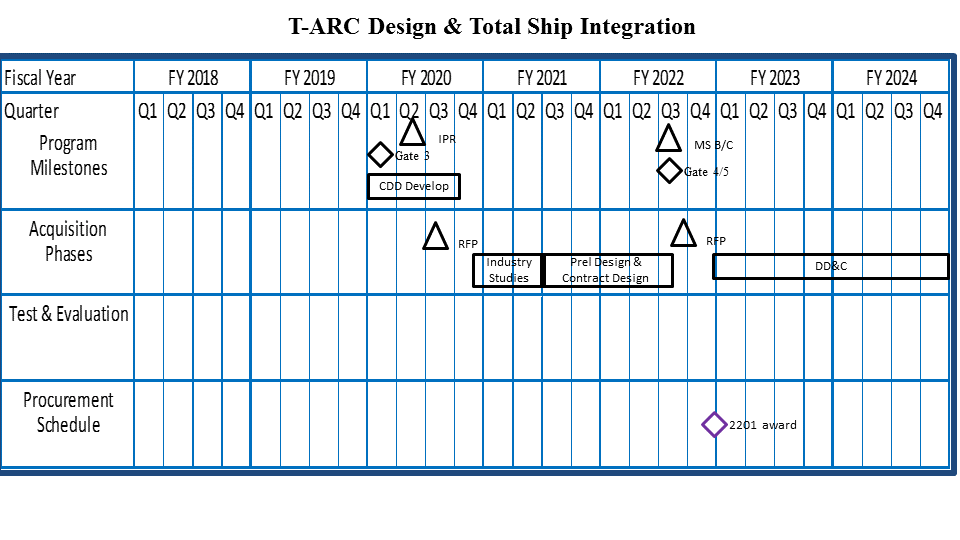 T-ARC Design & Total Ship Integration
Fiscal Year FY 2018 FY 2019 FY 2020 FY 2021 FY 2022 FY 2023 FY 2024
Quarter Q1 Q2 Q3 Q4 Q1 Q2 Q3 Q4 Q1 Q2 Q3 Q4 Q1 Q2 Q3 Q4 Q1 Q2 Q3 Q4 Q1 Q2 Q3 Q4 Q1 Q2 Q3 Q4
Program
Milestones
IPR
Gate 3
CDD Develop
MS B/C
Gate 4/5
Acquisition
Phases
RFP
Industry
Studies
Prel Design &
Contract Design
RFP
DD&C
Test & Evaluation
Procurement
Schedule
2201 award